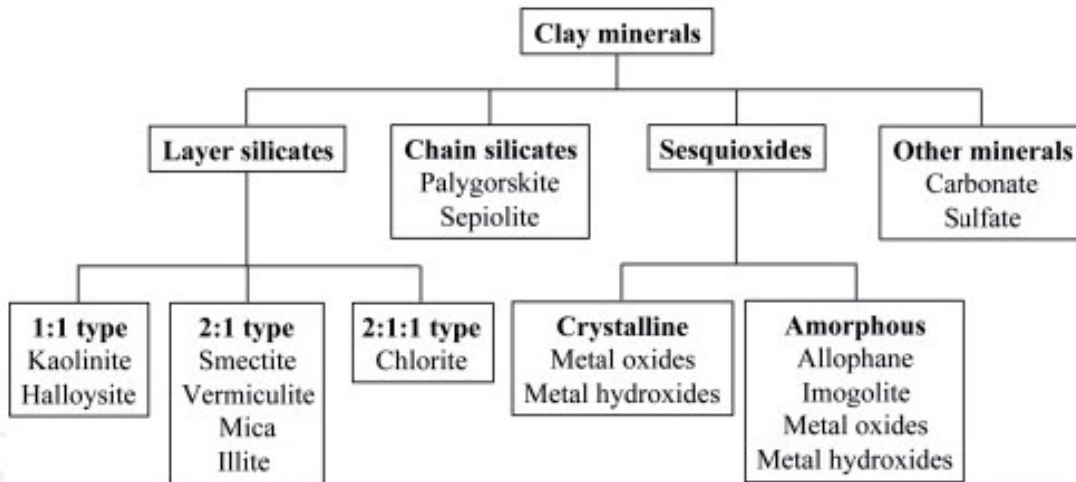 Clay minerals
Layer silicates
Chain silicates
Palygorskite
Sepiolite
Sesquioxides
Other minerals
Carbonate
Sulfate
1:1 type
Kaolinite
Halloysite
2:1 type
Smectite
Vermiculite
Mica
Illite
2:1:1 type
Chlorite
Crystalline
Metal oxides
Metal hydroxides
Amorphous
Allophane
Imogolite
Metal oxides
Metal hydroxides